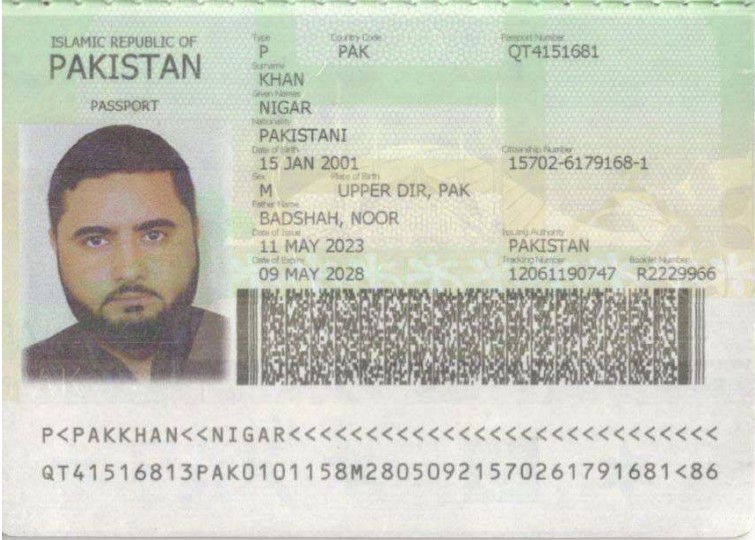 ISLAMIC REPUBLIC OF
PAKISTAN
PASSPORT
Type Country Code Passport Number
P PAK QT4151681
Surname
KHAN
Given Names
NIGAR
Nationality
PAKISTANI
Date of Birth Citizenship Number
15 JAN 2001 15702-6179168-1
Sex Place of Birth
M UPPER DIR, PAK
Father Name
BADSHAH, NOOR
Date of Issue Issuing Authority
11 MAY 2023 PAKISTAN
Date of Expiry Tracking Number Booklet Number
09 MAY 2028 12061190747 R2229966
P<PAKKHAN<<NIGAR<<<<<<<<<<<<<<<<<<<<<<<<<<<<
QT41516813PAK0101158M2805092157026179168​1<86